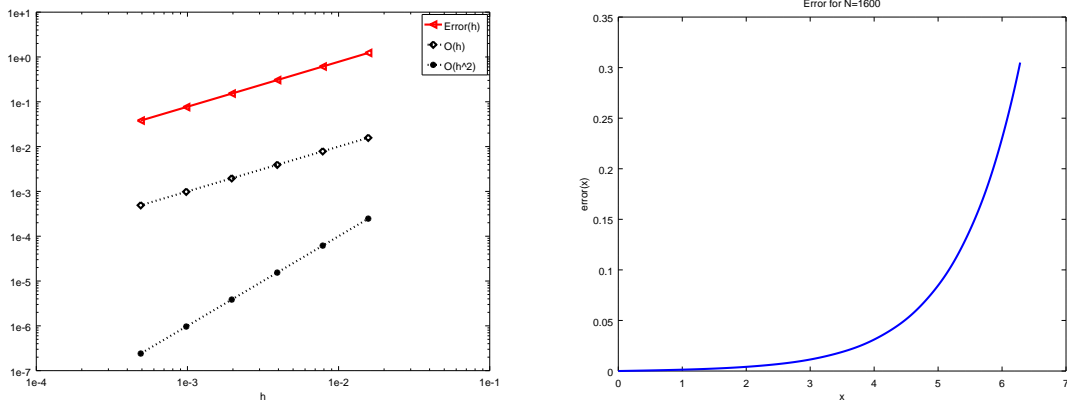 1e+1
1e+0
1e-1
1e-2
1e-3
1e-4
1e-5
1e-6
1e-7
1e-4
1e-3
1e-2
1e-1
h
Error(h)
O(h)
O(h^2)
Error for N=1600
0.35
0.3
0.25
0.2
0.15
0.1
0.05
0
error(x)
0
1
2
3
4
5
6
7
x